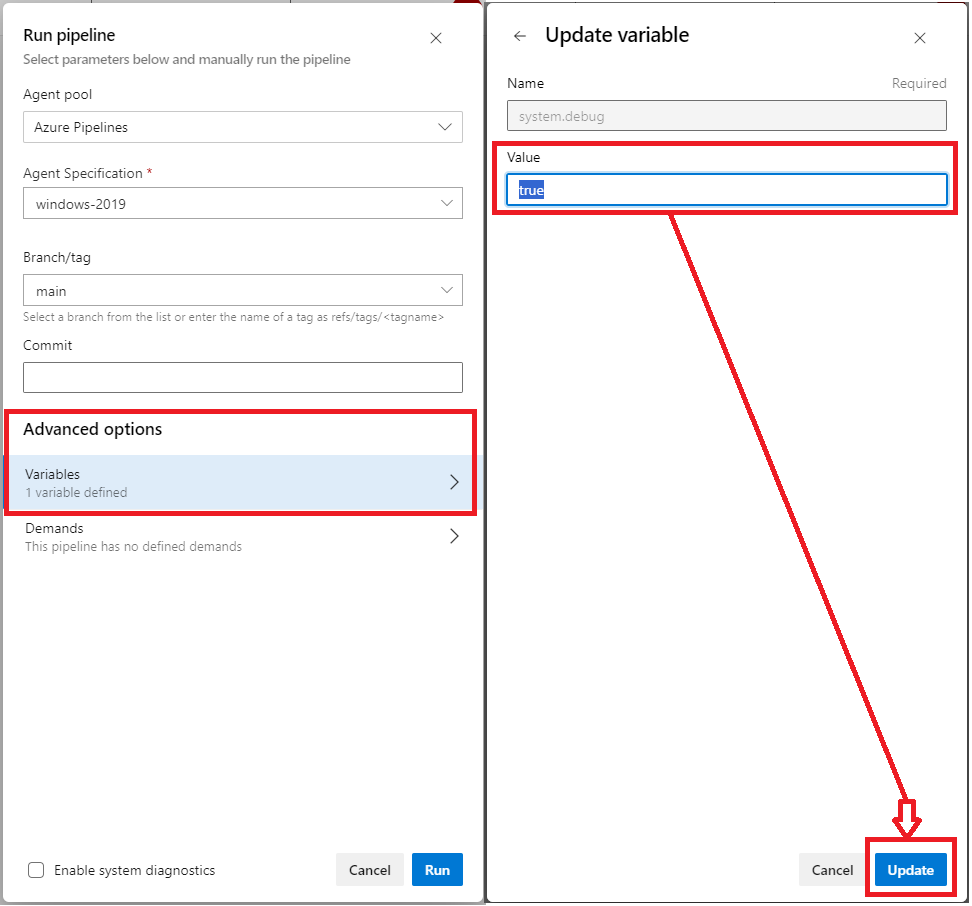 Run pipeline
Select parameters below and manually run the pipeline
Agent pool
Azure Pipelines
Agent Specification *
windows-2019
Branch/tag
main
Select a branch from the list or enter the name of a tag as refs/tags/<tagname>
Commit
Advanced options
Variables
1 variable defined
Demands
This pipeline has no defined demands
Enable system diagnostics
Cancel
Run
Update variable
Name
Required
system.debug
Value
true
Cancel
Update